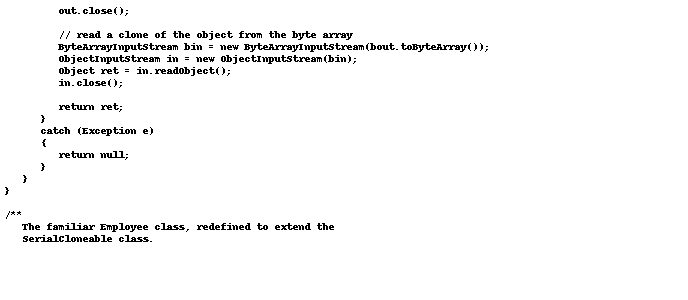 out.close();
// read a clone of the object from the byte array
ByteArrayInputStream bin = new ByteArrayInputStream(bout.toByteArray());
ObjectInputStream in = new ObjectInputStream(bin);
Object ret = in.readObject();
in.close();
return ret;
}
catch (Exception e)
{
return null;
}
}
}
/**
The familiar Employee class, redefined to extend the
SerialCloneable class.